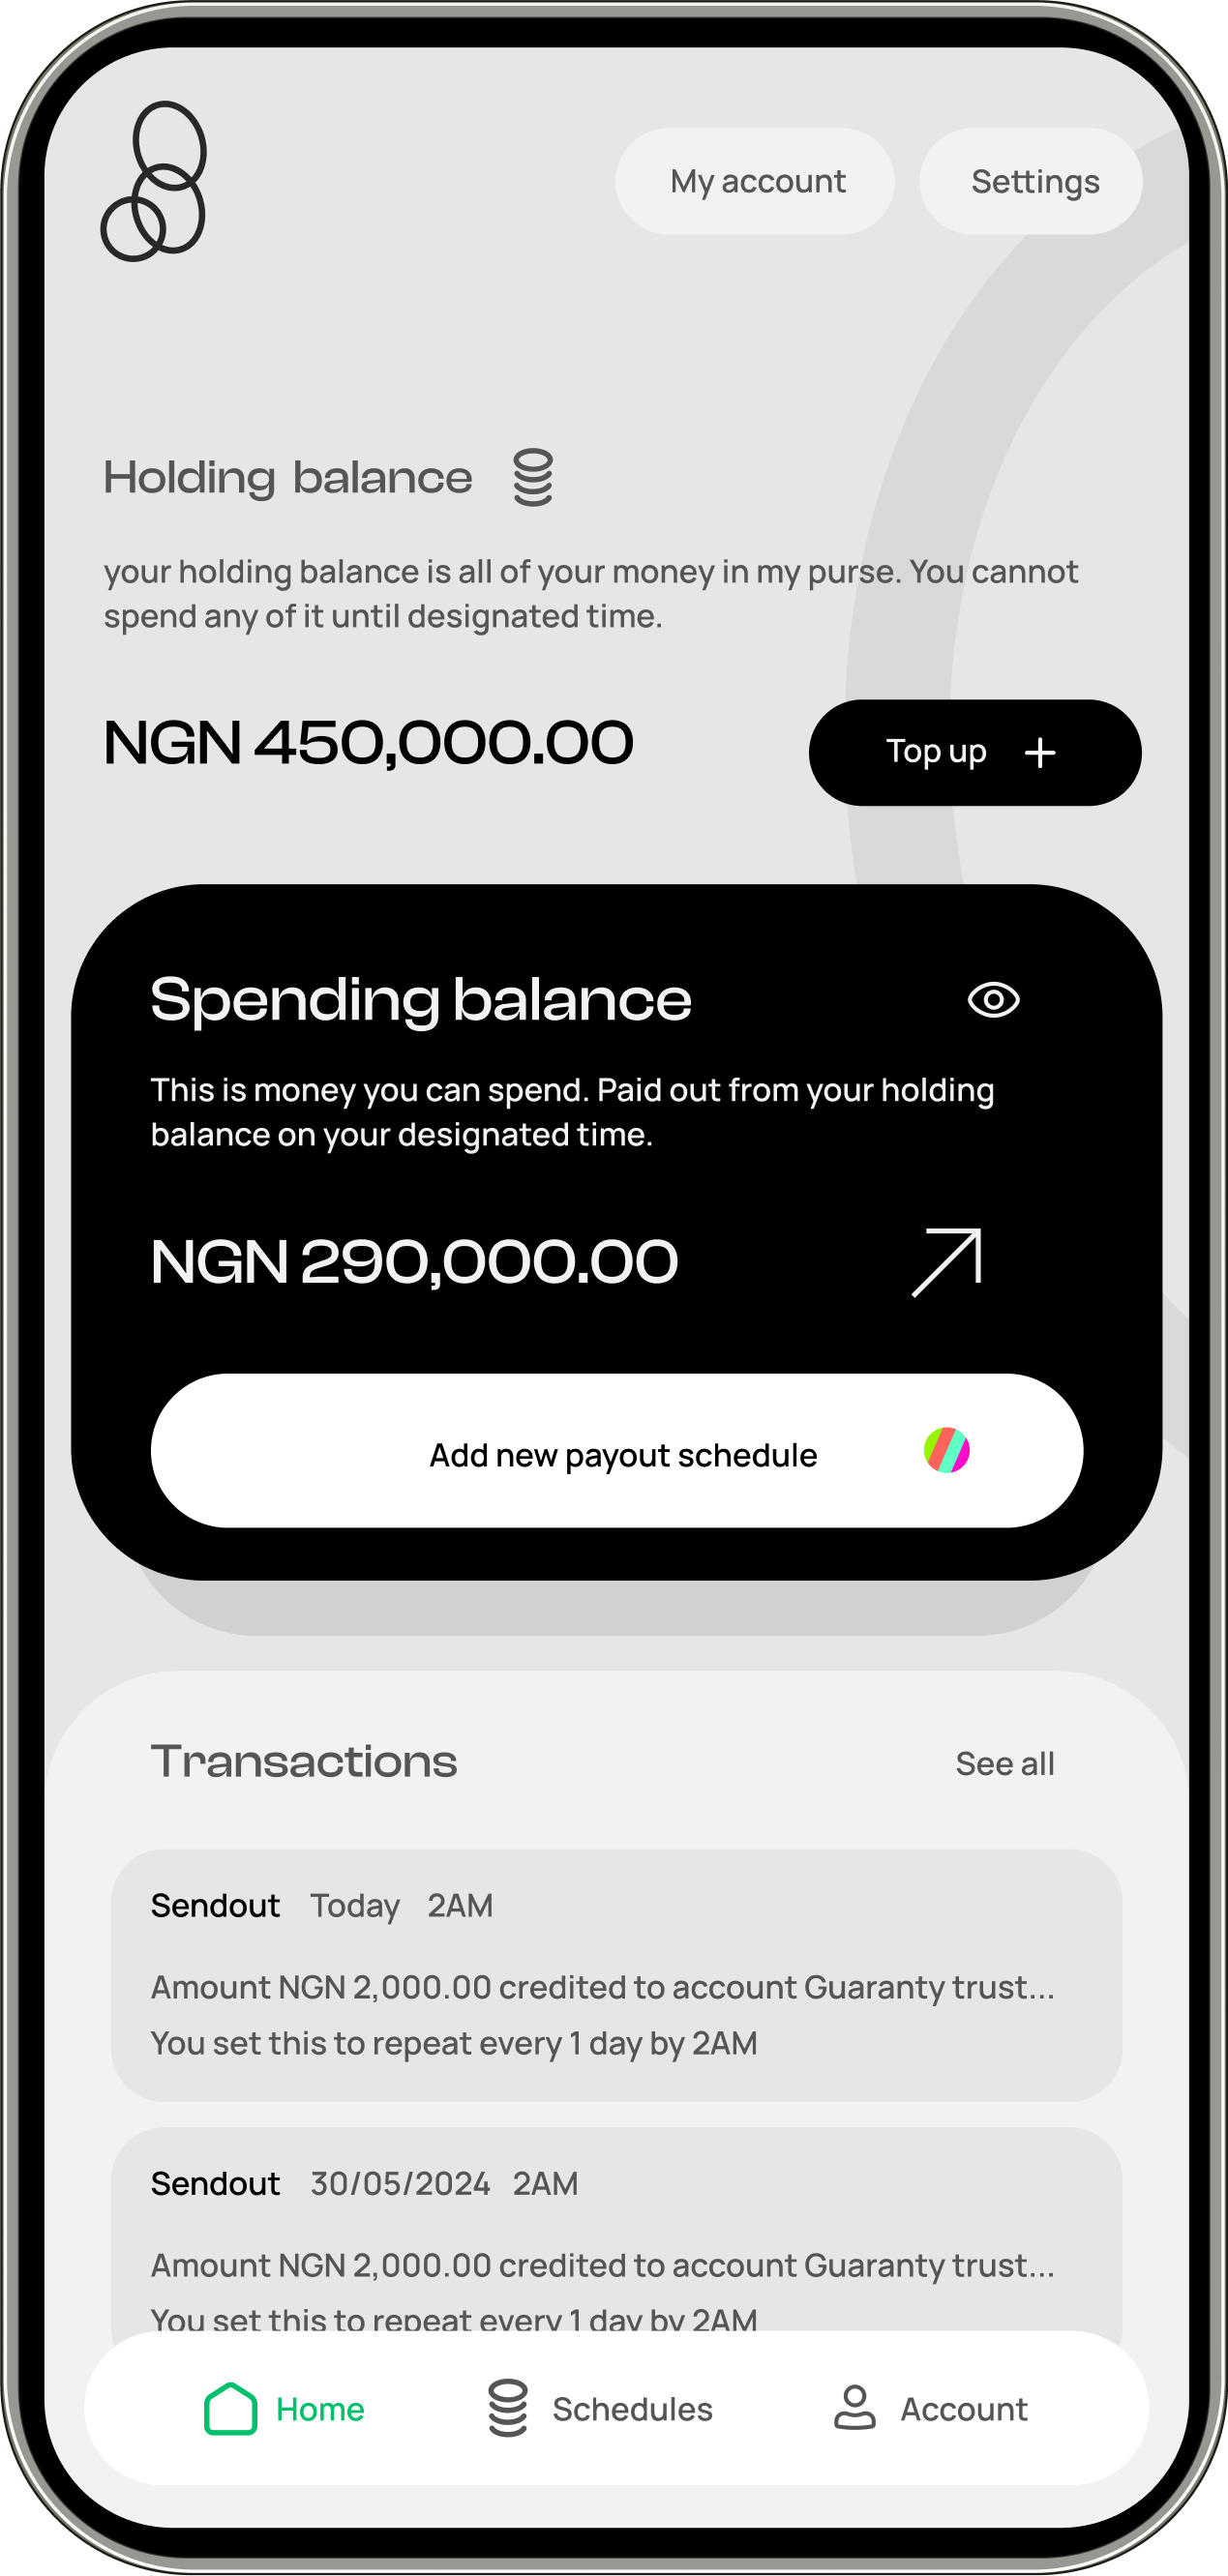 My account
Settings
Holding balance
your holding balance is all of your money in my purse. You cannot
spend any of it until designated time.
NGN 450,000.00
Top up
Spending balance
This is money you can spend. Paid out from your holding
balance on your designated time.
NGN 290,000.00
Add new payout schedule
Transactions
See all
Sendout Today 2AM
Amount NGN 2,000.00 credited to account Guaranty trust...
You set this to repeat every 1 day by 2AM
Sendout 30/05/2024 2AM
Amount NGN 2,000.00 credited to account Guaranty trust...
You set this to repeat every 1 day by 2AM
Home
Schedules
Account